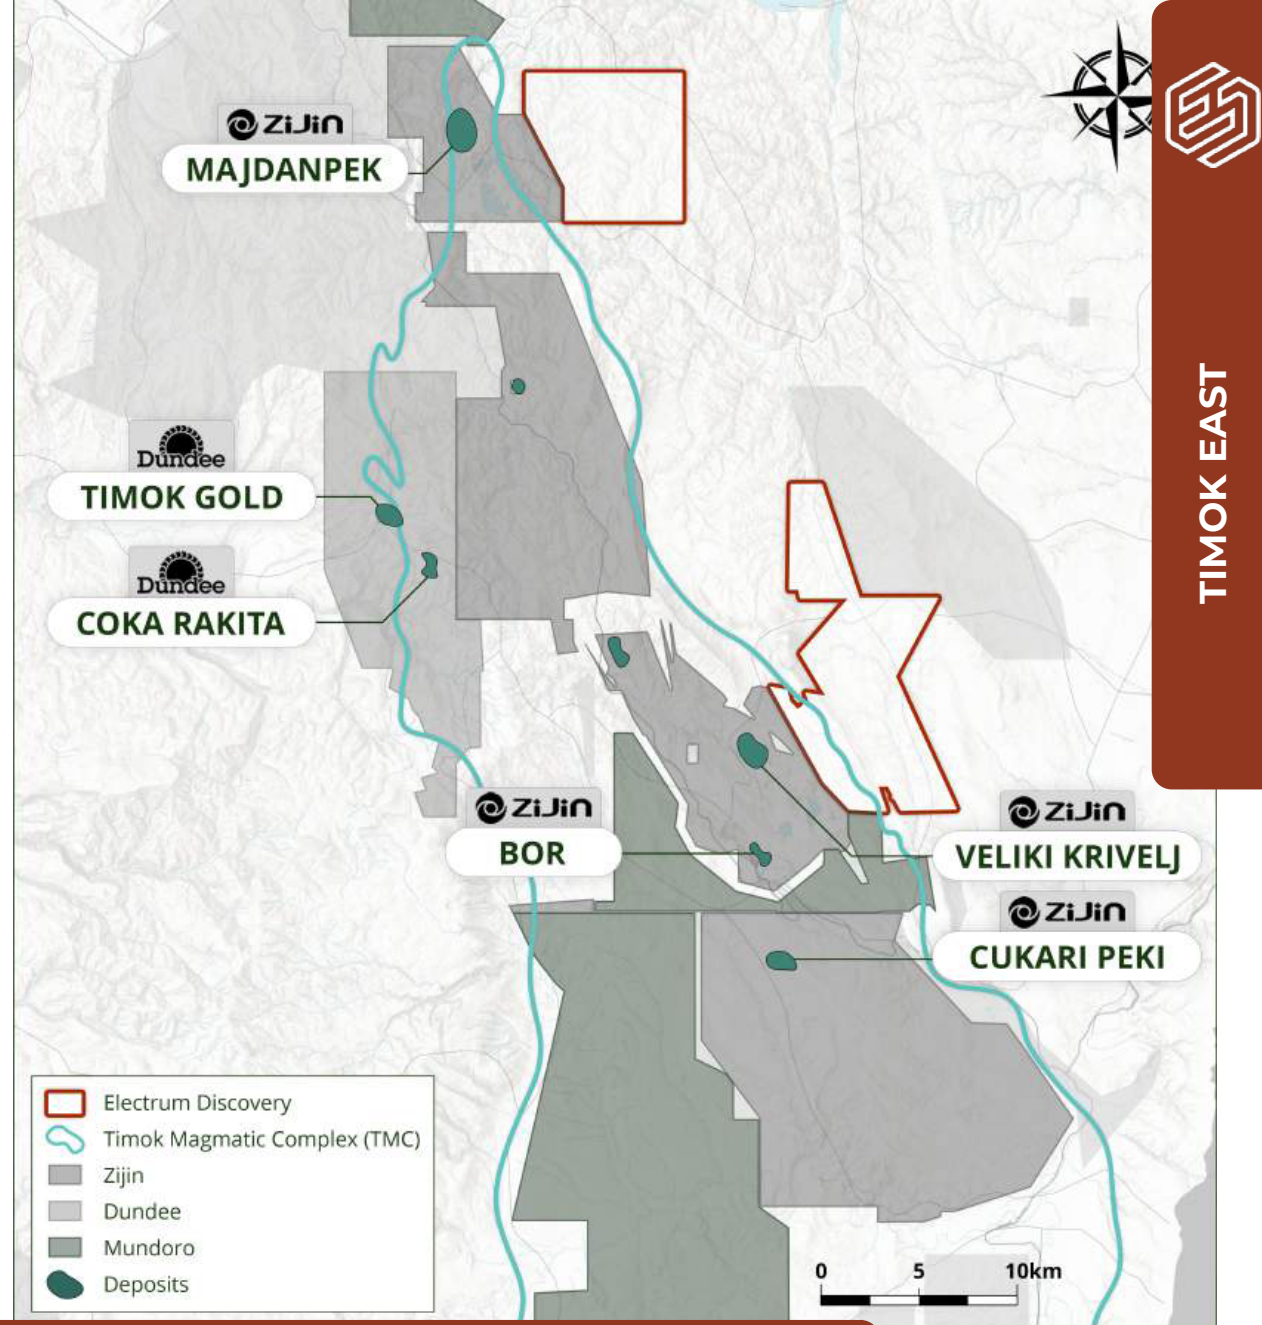 ZiJin
MAJDANPEK
Dundee
TIMOK GOLD
Dundee
COKA RAKITA
ZiJin
BOR
ZiJin
VELIKI KRIVELJ
ZiJin
CUKARI PEKI
TIMOK EAST
Electrum Discovery
Timok Magmatic Complex (TMC)
Zijin
Dundee
Mundoro
Deposits
0 5 10km